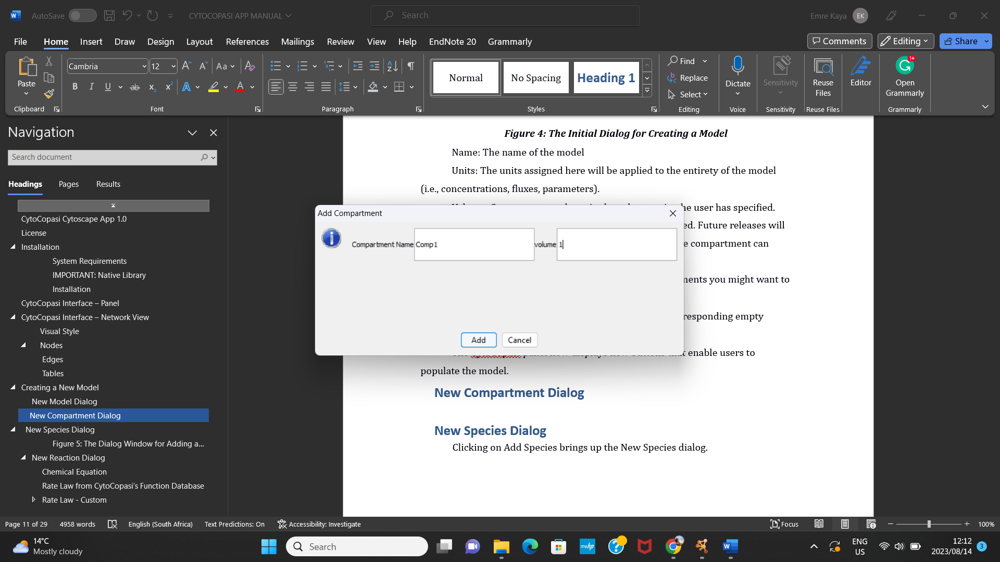 AutoSave
CYTOCOPASI APP MANUAL
Search
Emre Kaya
EK
File
Home
Insert
Draw
Design
Layout
References
Mailings
Review
View
Help
EndNote 20
Grammarly
Comments
Editing
Share
Paste
Clipboard
Cambria
12
Font
Paragraph
Normal
No Spacing
Heading 1
Styles
Find
Replace
Select
Editing
Dictate
Voice
Sensitivity
Sensitivity
Reuse
Files
Reuse Files
Editor
Open
Grammarly
Grammarly
Navigation
Search document
Headings
Pages
Results
CytoCopasi Cytoscape App 1.0
License
Installation
System Requirements
IMPORTANT: Native Library
Installation
CytoCopasi Interface – Panel
CytoCopasi Interface – Network View
Visual Style
Nodes
Edges
Tables
Creating a New Model
New Model Dialog
New Compartment Dialog
New Species Dialog
Figure 5: The Dialog Window for Adding a...
New Reaction Dialog
Chemical Equation
Rate Law from CytoCopasi’s Function Database
Rate Law - Custom
Figure 4: The Initial Dialog for Creating a Model
Name: The name of the model
Units: The units assigned here will be applied to the entirety of the model
(i.e., concentrations, fluxes, parameters).
he user has specified.
ed. Future releases will
e compartment can
ments you might want to
responding empty
enable users to
populate the model.
New Compartment Dialog
New Species Dialog
Clicking on Add Species brings up the New Species dialog.
Add Compartment
Compartment Name
Comp1
volume
1
Add
Cancel
Page 11 of 29
4958 words
English (South Africa)
Text Predictions: On
Accessibility: Investigate
Focus
100%
14°C
Mostly cloudy
Search
myhp
ENG
US
12:12
2023/08/14
3